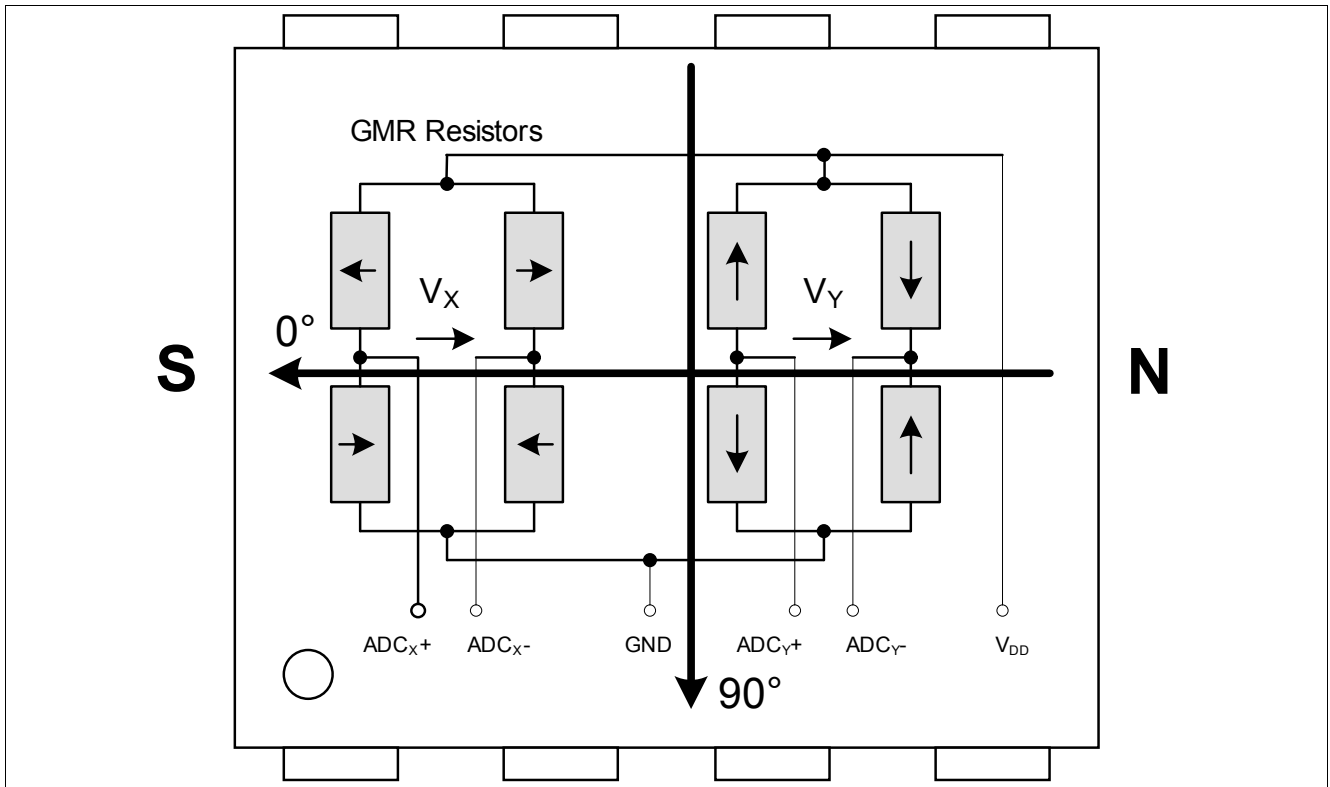 GMR Resistors
V_X
V_Y
0°
S
N
ADC_X+
ADC_X-
GND
ADC_Y+
ADC_Y-
V_DD
90°